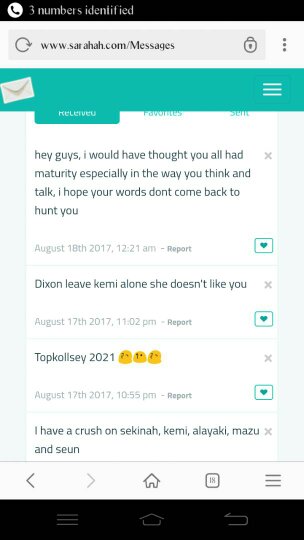 3 numbers identified
www.sarahah.com/Messages
Received Favorites Sent
hey guys, i would have thought you all had
maturity especially in the way you think and
talk, i hope your words dont come back to
hunt you
August 18th 2017, 12:21 am - Report
Dixon leave kemi alone she doesn't like you
August 17th 2017, 11:02 pm - Report
Topkollsey 2021
August 17th 2017, 10:55 pm - Report
I have a crush on sekinah, kemi, alayaki, mazu
and seun
18